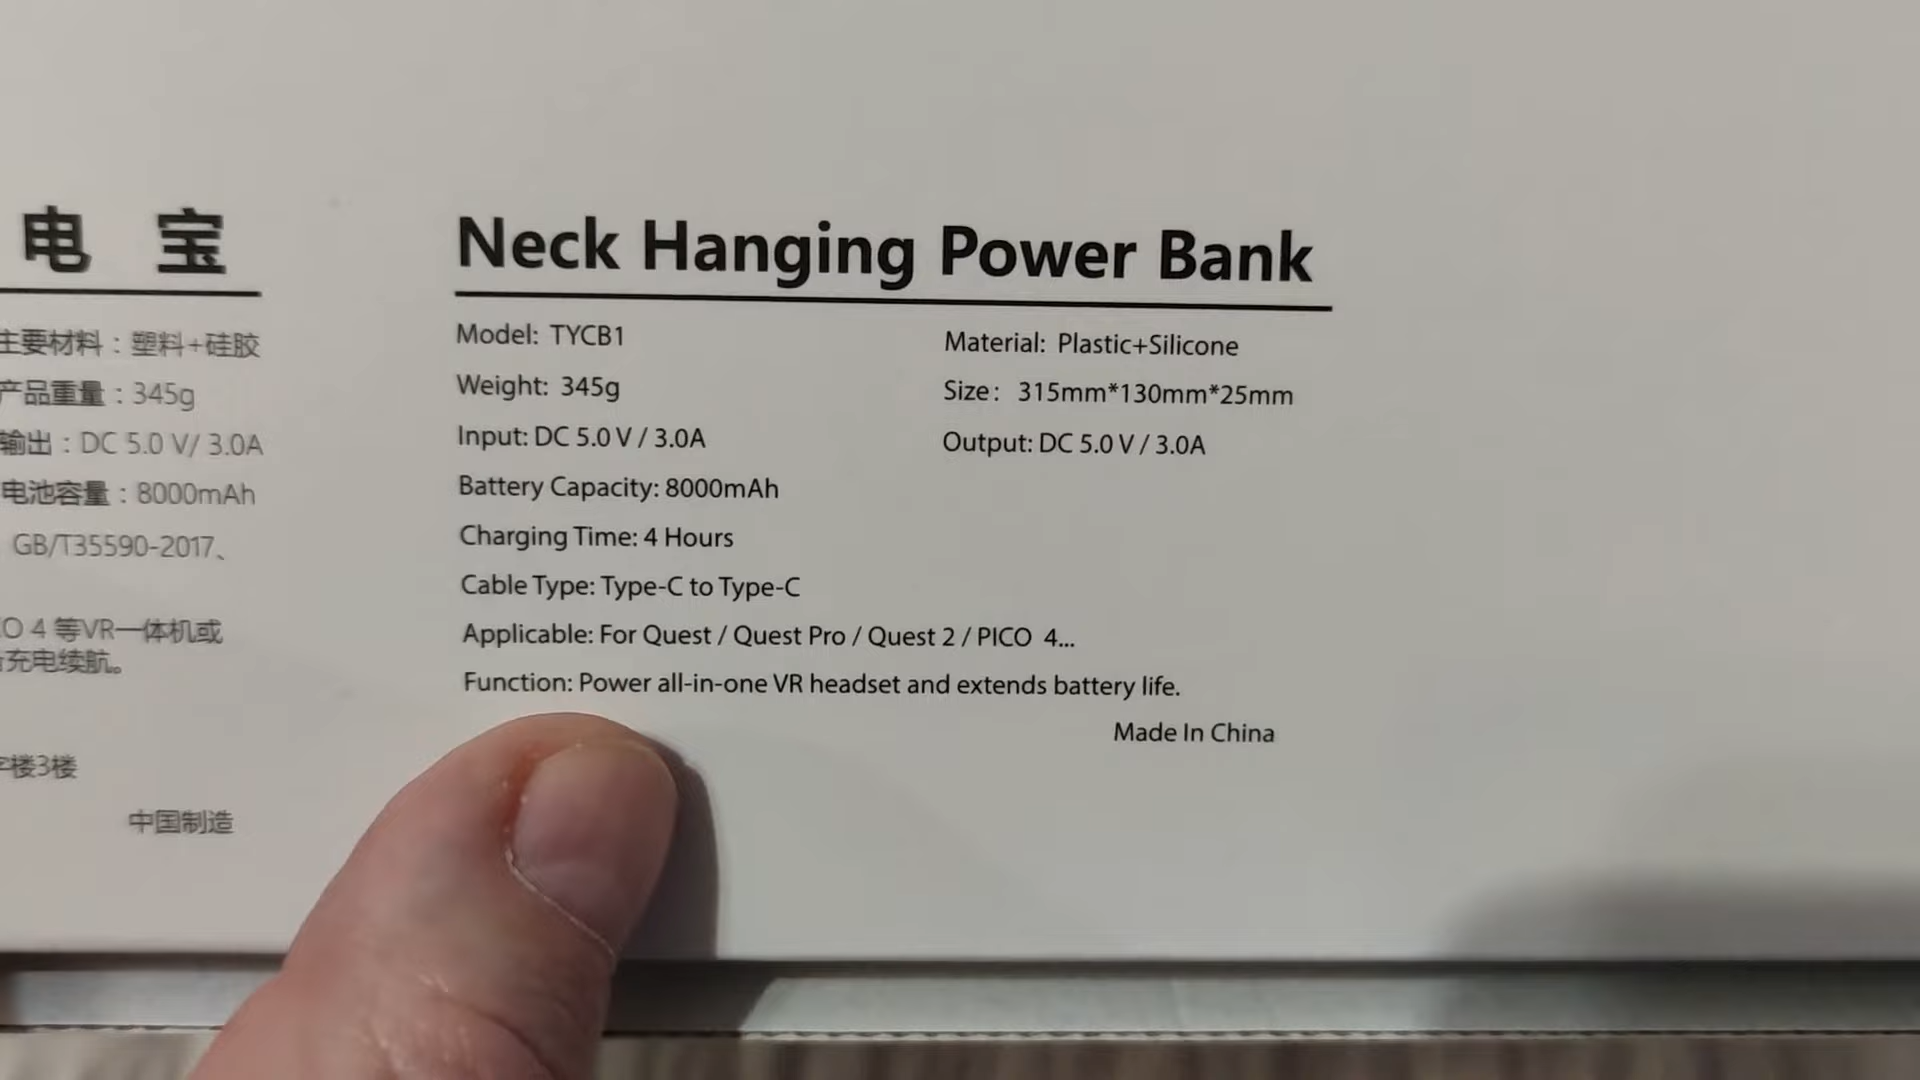 电 宝
主要材料：塑料+硅胶
产品重量：345g
输出：DC 5.0 V/ 3.0A
电池容量：8000mAh
GB/T35590-2017、
O 4 等VR一体机或
充电续航。
楼3楼
中国制造
Neck Hanging Power Bank
Model: TYCB1
Material: Plastic+Silicone
Weight: 345g
Size: 315mm*130mm*25mm
Input: DC 5.0 V / 3.0A
Output: DC 5.0 V / 3.0A
Battery Capacity: 8000mAh
Charging Time: 4 Hours
Cable Type: Type-C to Type-C
Applicable: For Quest / Quest Pro / Quest 2 / PICO 4...
Function: Power all-in-one VR headset and extends battery life.
Made In China